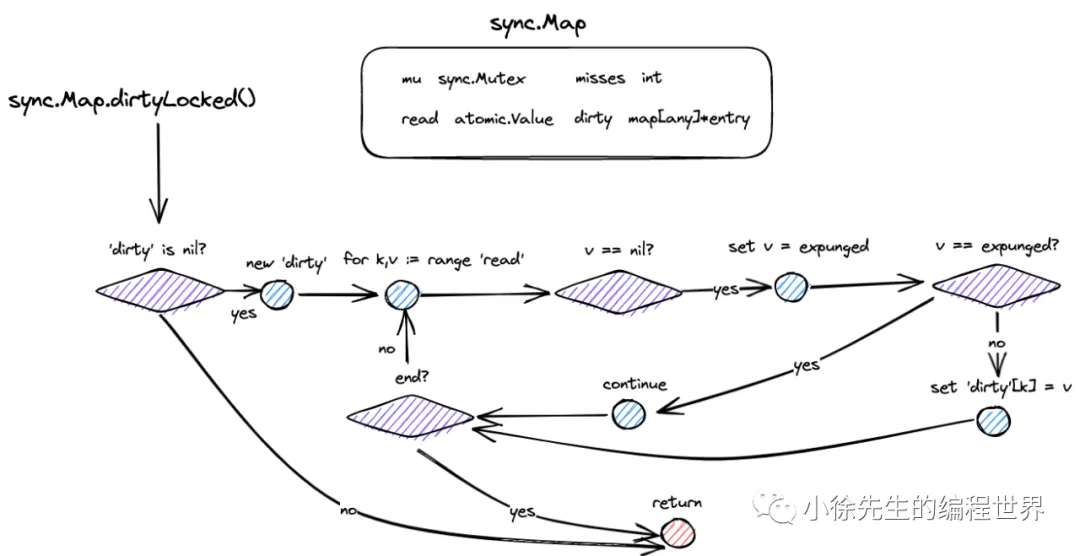 sync.Map
mu sync.Mutex misses int
read atomic.Value dirty map[any]*entry
sync.Map.dirtyLocked()
'dirty' is nil?
new 'dirty'
for k,v := range 'read'
v == nil?
set v = expunged
v == expunged?
yes
yes
no
no
end?
continue
yes
set 'dirty'[k] = v
no
yes
return
小徐先生的编程世界